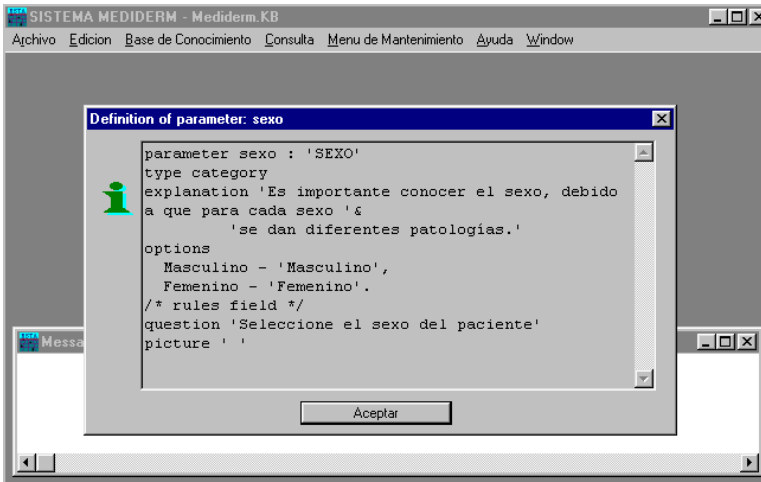 SISTEMA MEDIDERM - Mediderm.KB
Archivo Edicion Base de Conocimiento Consulta Menu de Mantenimiento Ayuda Window
Definition of parameter: sexo
parameter sexo : 'SEXO'
type category
explanation 'Es importante conocer el sexo, debido
a que para cada sexo '&
'se dan diferentes patologías.'
options
Masculino - 'Masculino',
Femenino - 'Femenino'.
/* rules field */
question 'Seleccione el sexo del paciente'
picture ' '
Messa
Aceptar